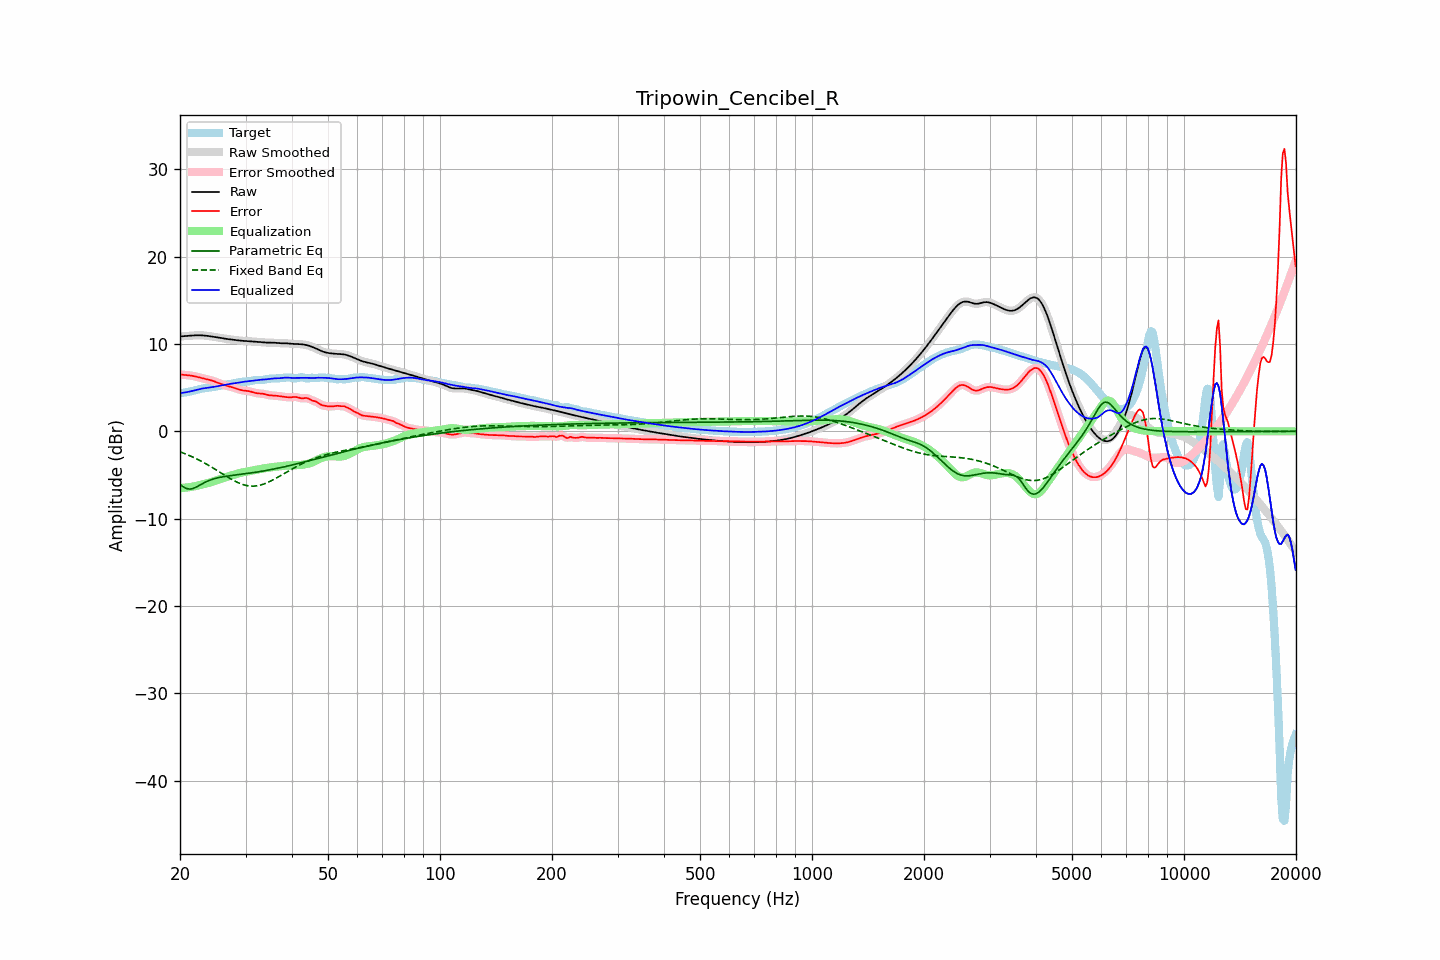 Tripowin_Cencibel_R
Target
Raw Smoothed
Error Smoothed
Raw
Error
Equalization
Parametric Eq
Fixed Band Eq
Equalized
30
20
10
0
−10
−20
−30
−40
Amplitude (dBr)
20 50 100 200 500 1000 2000 5000 10000 20000
Frequency (Hz)